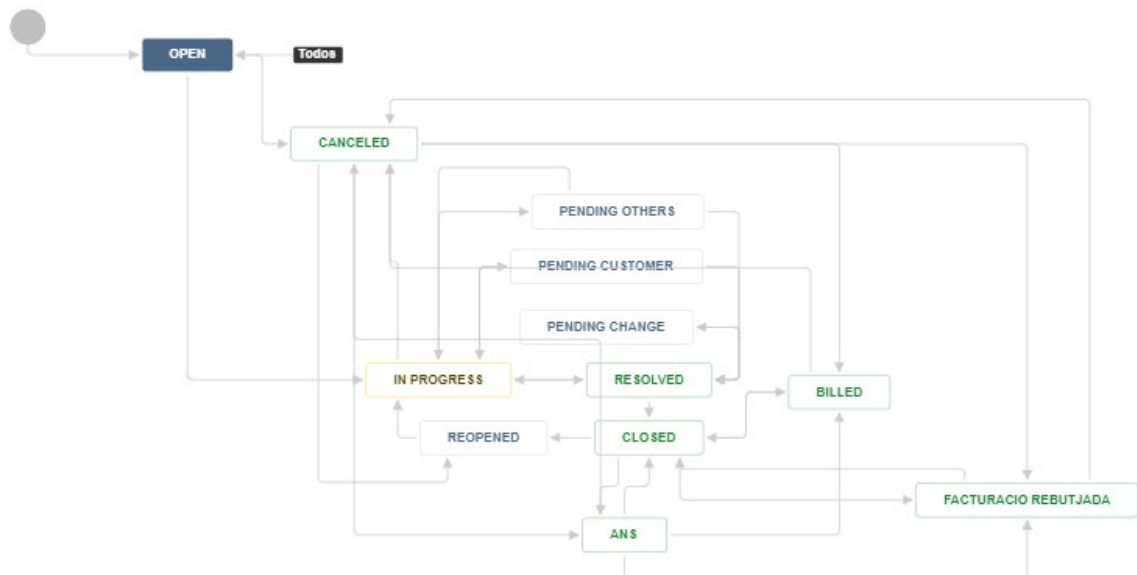 OPEN
Todos
CANCELED
PENDING OTHERS
PENDING CUSTOMER
PENDING CHANGE
IN PROGRESS
RESOLVED
BILLED
REOPENED
CLOSED
FACTURACIO REBUTJADA
ANS